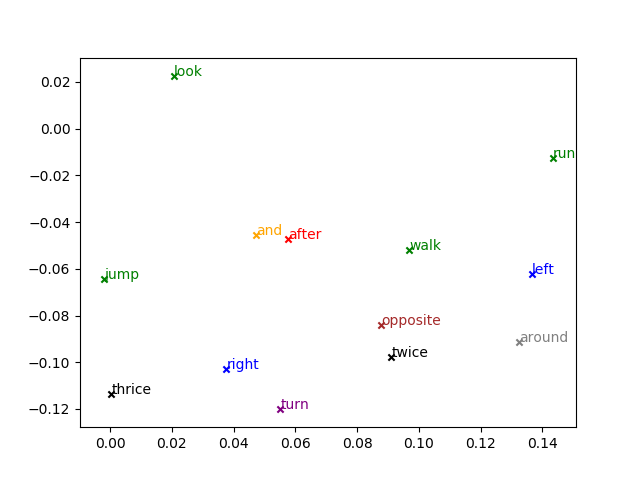 look
run
and
after
walk
left
jump
opposite
around
twice
right
thrice
turn
0.02
0.00
−0.02
−0.04
−0.06
−0.08
−0.10
−0.12
0.00 0.02 0.04 0.06 0.08 0.10 0.12 0.14